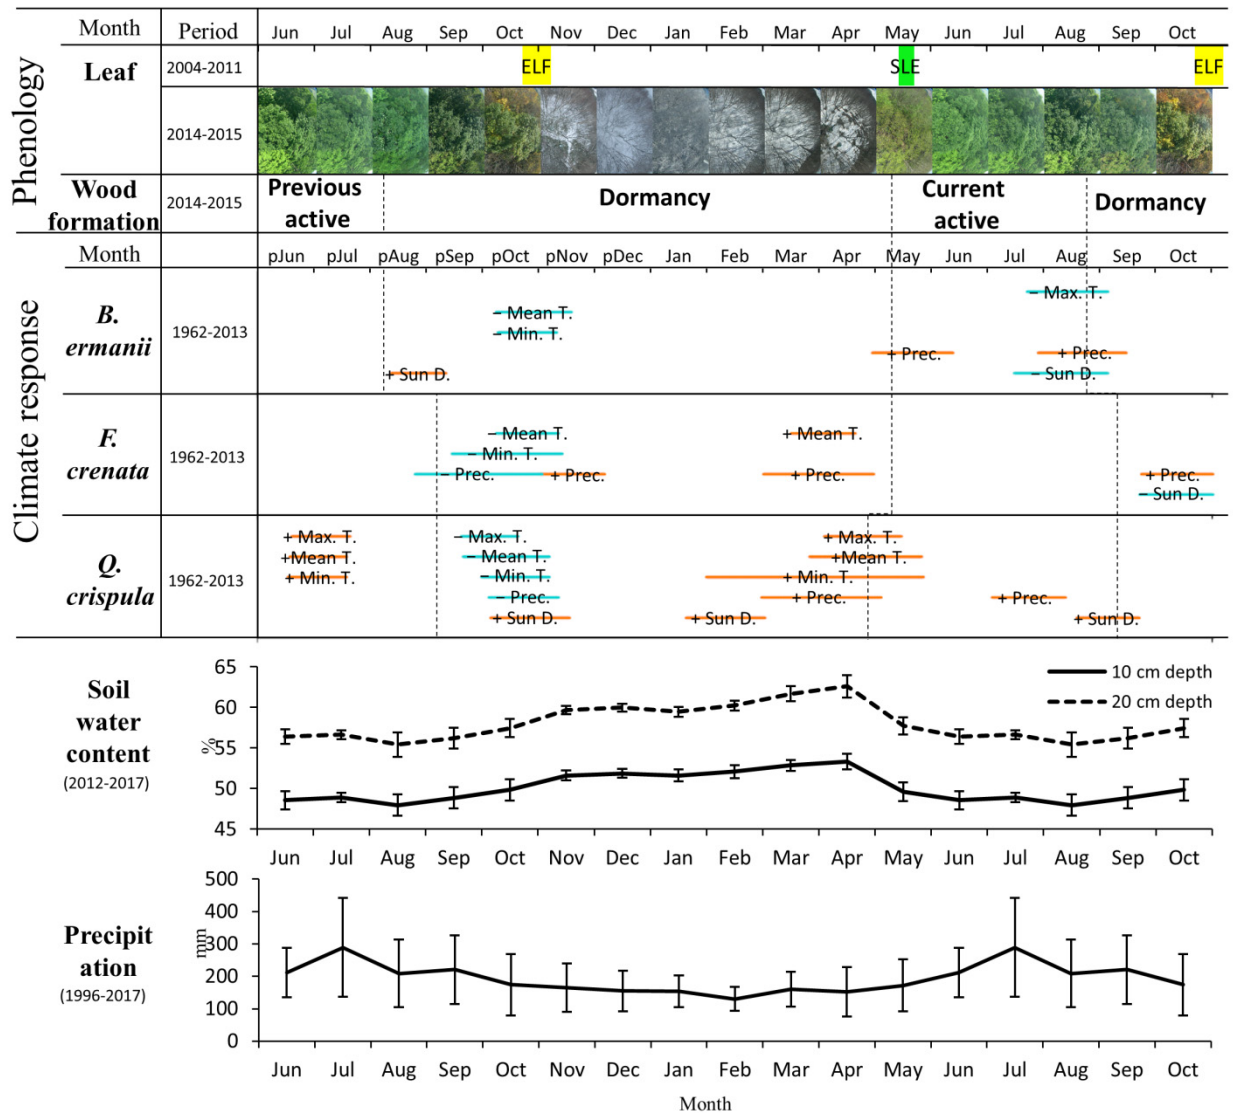 Month Period Jun Jul Aug Sep Oct Nov Dec Jan Feb Mar Apr May Jun Jul Aug Sep Oct
Phenology
Leaf 2004-2011 ELF SLE ELF
2014-2015
Wood formation 2014-2015 Previous active Dormancy Current active Dormancy
Month pJun pJul pAug pSep pOct pNov pDec Jan Feb Mar Apr May Jun Jul Aug Sep Oct
Climate response
B. ermanii 1962-2013
− Max. T.
− Mean T.
− Min. T.
+ Prec. + Prec.
+ Sun D. − Sun D.
F. crenata 1962-2013
− Mean T. + Mean T.
− Min. T.
− Prec. + Prec. + Prec. + Prec.
− Sun D.
Q. crispula 1962-2013
+ Max. T. − Max. T. + Max. T.
+ Mean T. − Mean T. + Mean T.
+ Min. T. − Min. T. + Min. T.
− Prec. + Prec. + Prec.
+ Sun D. + Sun D. + Sun D.
Soil water content
(2012-2017)
%
65
60
55
50
45
10 cm depth
20 cm depth
Jun Jul Aug Sep Oct Nov Dec Jan Feb Mar Apr May Jun Jul Aug Sep Oct
Precipit
ation
(1996-2017)
mm
500
400
300
200
100
0
Jun Jul Aug Sep Oct Nov Dec Jan Feb Mar Apr May Jun Jul Aug Sep Oct
Month